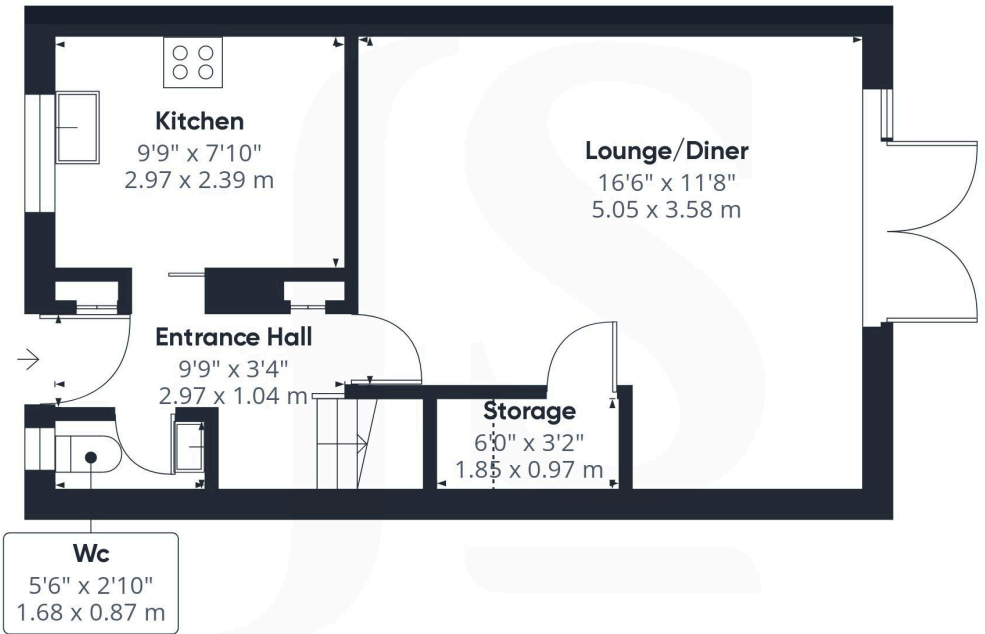 Kitchen
9'9" x 7'10"
2.97 x 2.39 m
Lounge/Diner
16'6" x 11'8"
5.05 x 3.58 m
Entrance Hall
9'9" x 3'4"
2.97 x 1.04 m
Storage
6'0" x 3'2"
1.85 x 0.97 m
Wc
5'6" x 2'10"
1.68 x 0.87 m